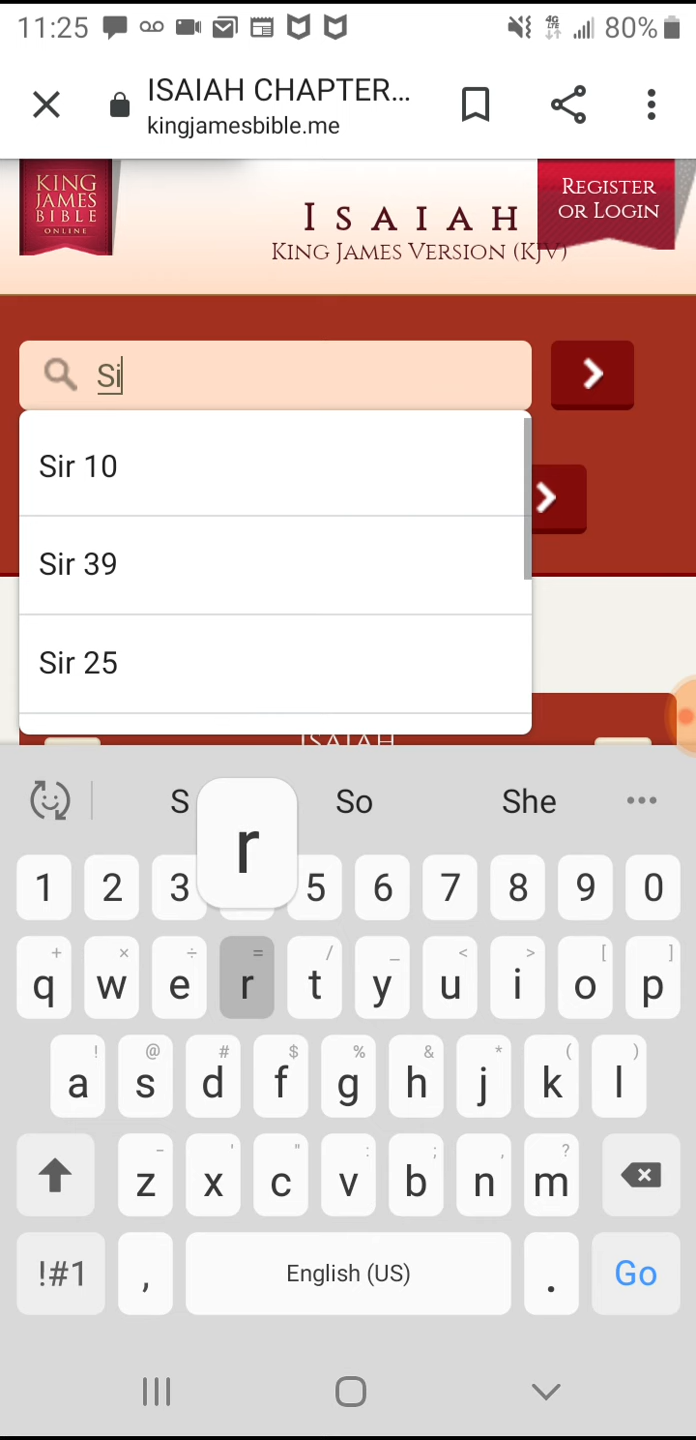 11:25 4G LTE 80%
ISAIAH CHAPTER...
kingjamesbible.me
KING
JAMES
BIBLE
ONLINE
ISAIAH
KING JAMES VERSION (KJV)
REGISTER
OR LOGIN
Si
Sir 10
Sir 39
Sir 25
ISAIAH
S So She
r
1 2 3 5 6 7 8 9 0
+ × ÷ = / _ < > [ ]
q w e r t y u i o p
! @ # $ % & * ( )
a s d f g h j k l
- ' " : ; , ?
z x c v b n m
!#1 , English (US) . Go